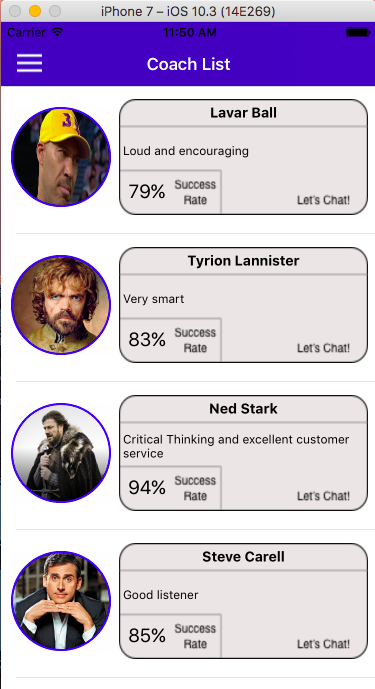 iPhone 7 – iOS 10.3 (14E269)
Carrier 11:50 AM
Coach List
Lavar Ball
Loud and encouraging
79% Success
Rate
Let's Chat!
Tyrion Lannister
Very smart
83% Success
Rate
Let's Chat!
Ned Stark
Critical Thinking and excellent customer
service
94% Success
Rate
Let's Chat!
Steve Carell
Good listener
85% Success
Rate
Let's Chat!